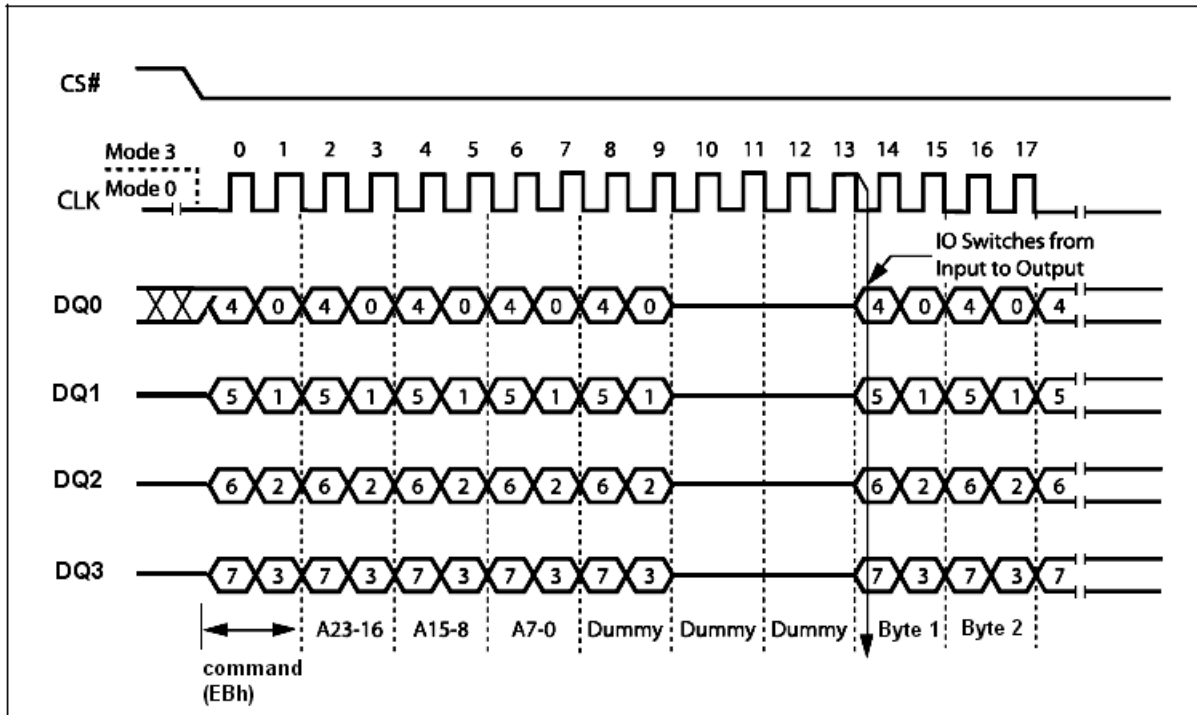 CS#
Mode 3
0 1 2 3 4 5 6 7 8 9 10 11 12 13 14 15 16 17
Mode 0
CLK
IO Switches from
Input to Output
DQ0
4 0 4 0 4 0 4 0 4 0 4 0 4 0 4
DQ1
5 1 5 1 5 1 5 1 5 1 5 1 5 1 5
DQ2
6 2 6 2 6 2 6 2 6 2 6 2 6 2 6
DQ3
7 3 7 3 7 3 7 3 7 3 7 3 7 3 7
A23-16 A15-8 A7-0 Dummy Dummy Dummy Byte 1 Byte 2
command
(EBh)